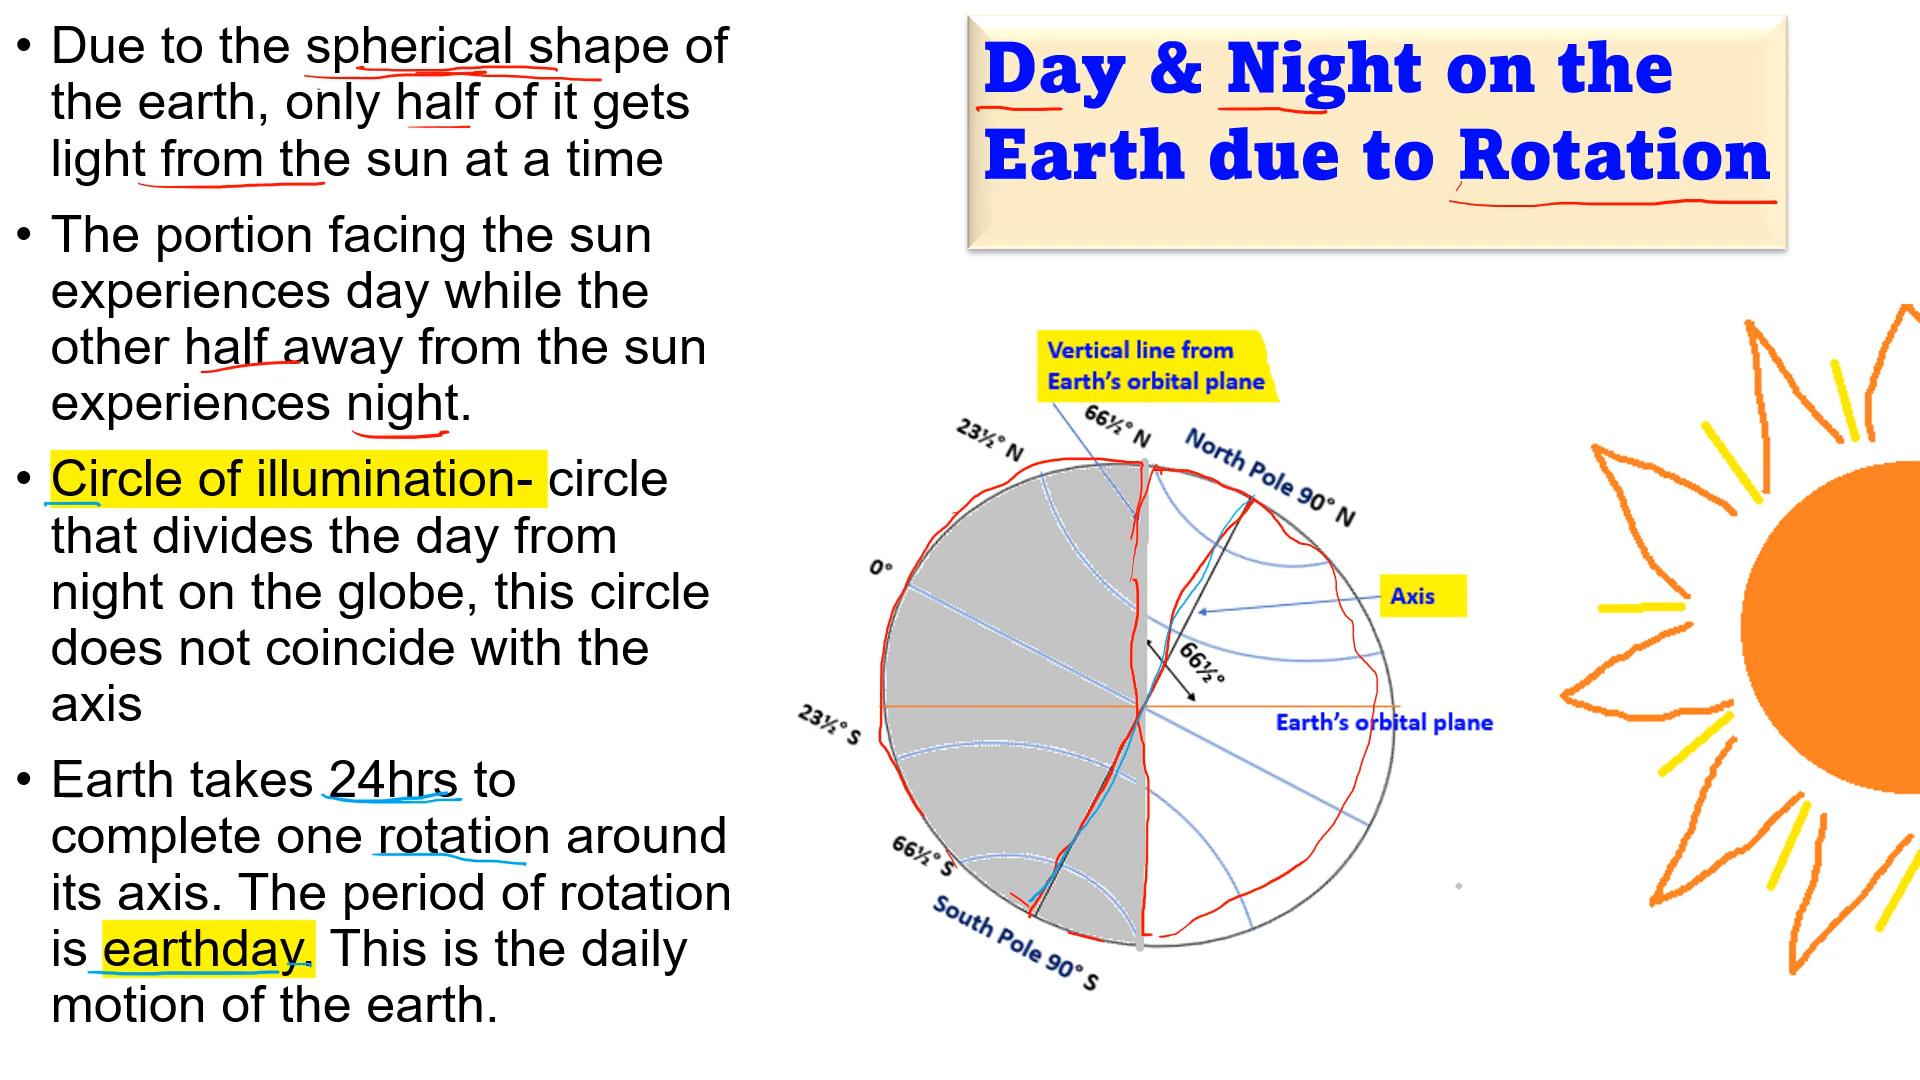 • Due to the spherical shape of
the earth, only half of it gets
light from the sun at a time
• The portion facing the sun
experiences day while the
other half away from the sun
experiences night.
• Circle of illumination- circle
that divides the day from
night on the globe, this circle
does not coincide with the
axis
• Earth takes 24hrs to
complete one rotation around
its axis. The period of rotation
is earthday. This is the daily
motion of the earth.
Day & Night on the
Earth due to Rotation
Vertical line from
Earth's orbital plane
66½° N
23½° N
North Pole 90° N
0°
Axis
66½°
23½° S
Earth's orbital plane
66½° S
South Pole 90° S